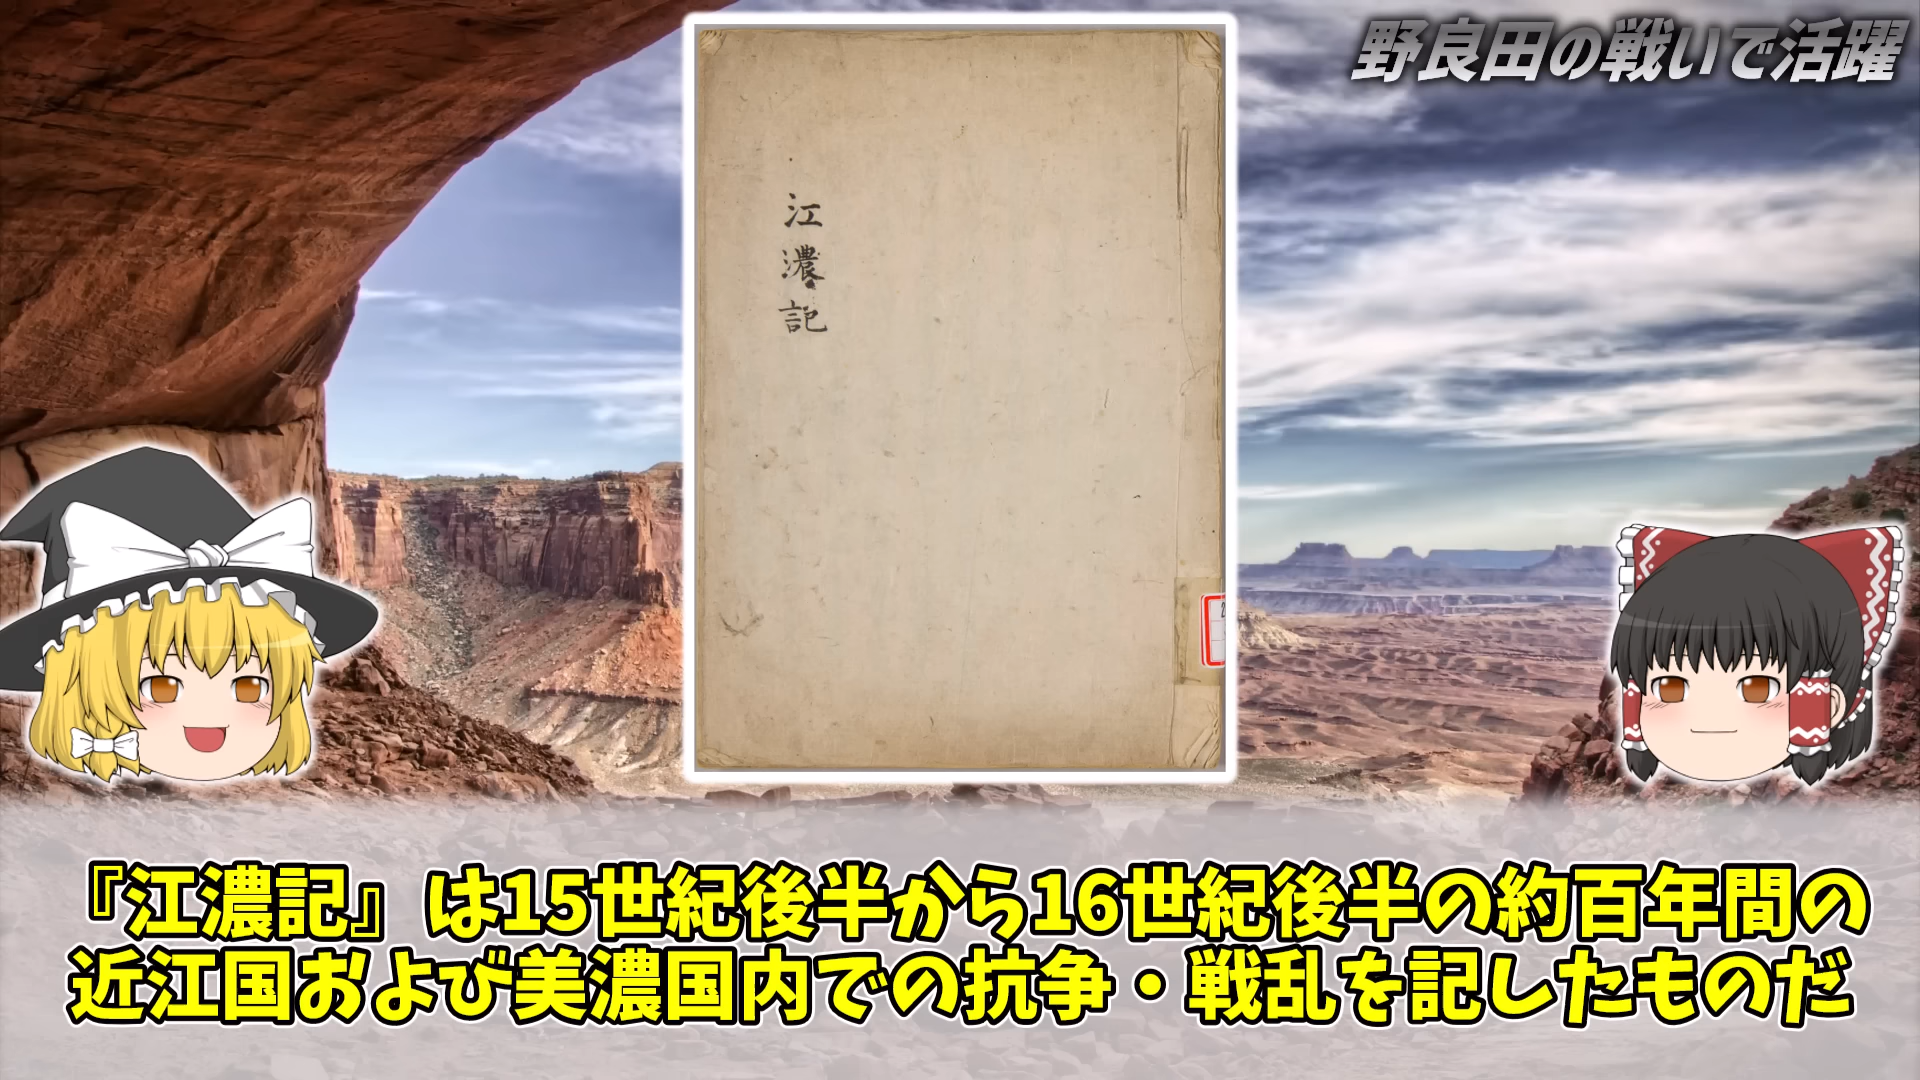 野良田の戦いで活躍
江濃記
『江濃記』は15世紀後半から16世紀後半の約百年間の
近江国および美濃国内での抗争・戦乱を記したものだ